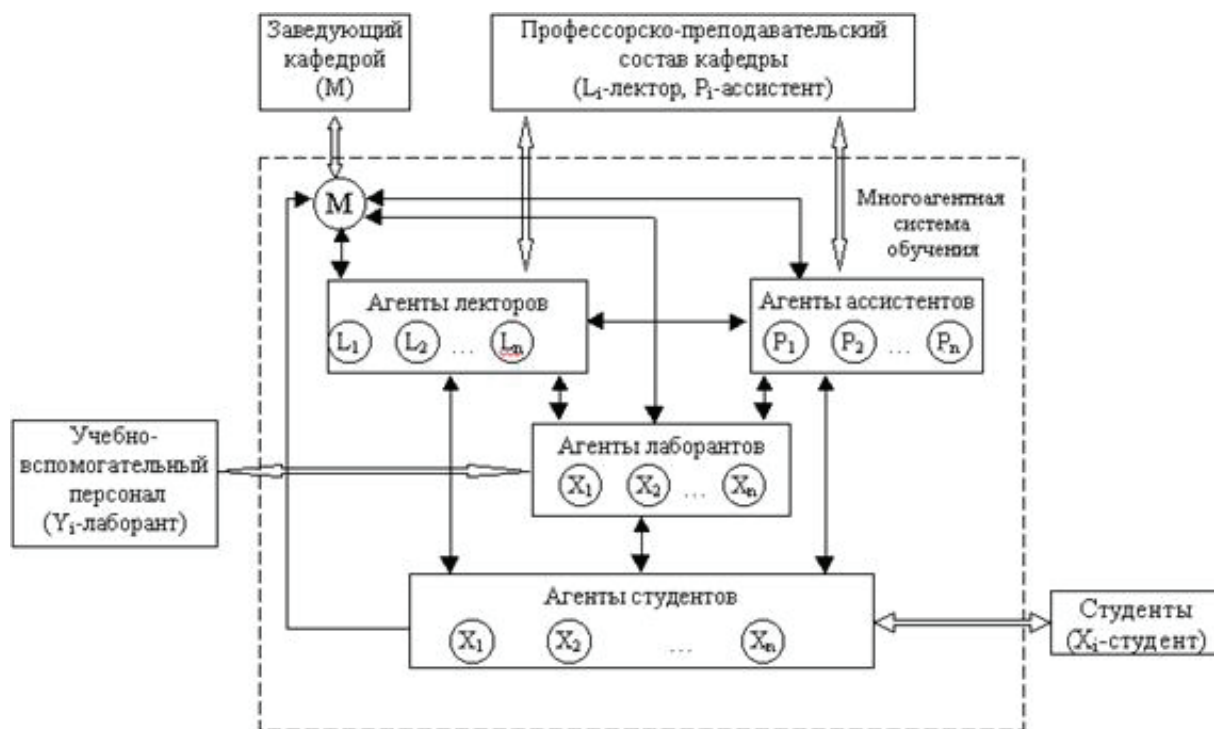 Заведующий
кафедрой
(M)
Профессорско-преподавательский
состав кафедры
(Lᵢ-лектор, Pᵢ-ассистент)
M
Многоагентная
система
обучения
Агенты лекторов
L₁ L₂ ... Lₙ
Агенты ассистентов
P₁ P₂ ... Pₙ
Учебно-
вспомогательный
персонал
(Yᵢ-лаборант)
Агенты лаборантов
X₁ X₂ ... Xₙ
Агенты студентов
X₁ X₂ ... Xₙ
Студенты
(Xᵢ-студент)